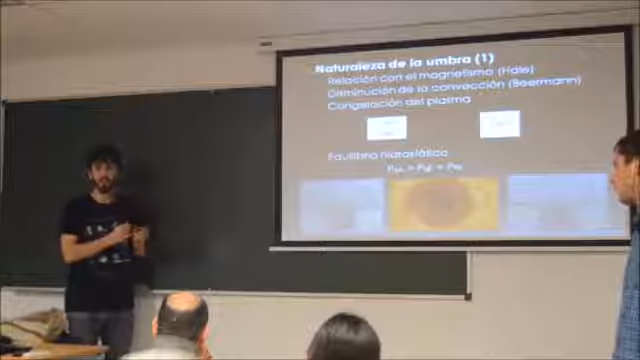 Naturaleza de la umbra (1)
Relación con el magnetismo (Hale)
Disminución de la convección (Beermann)
Congelación del plasma
Equilibrio hidrostático